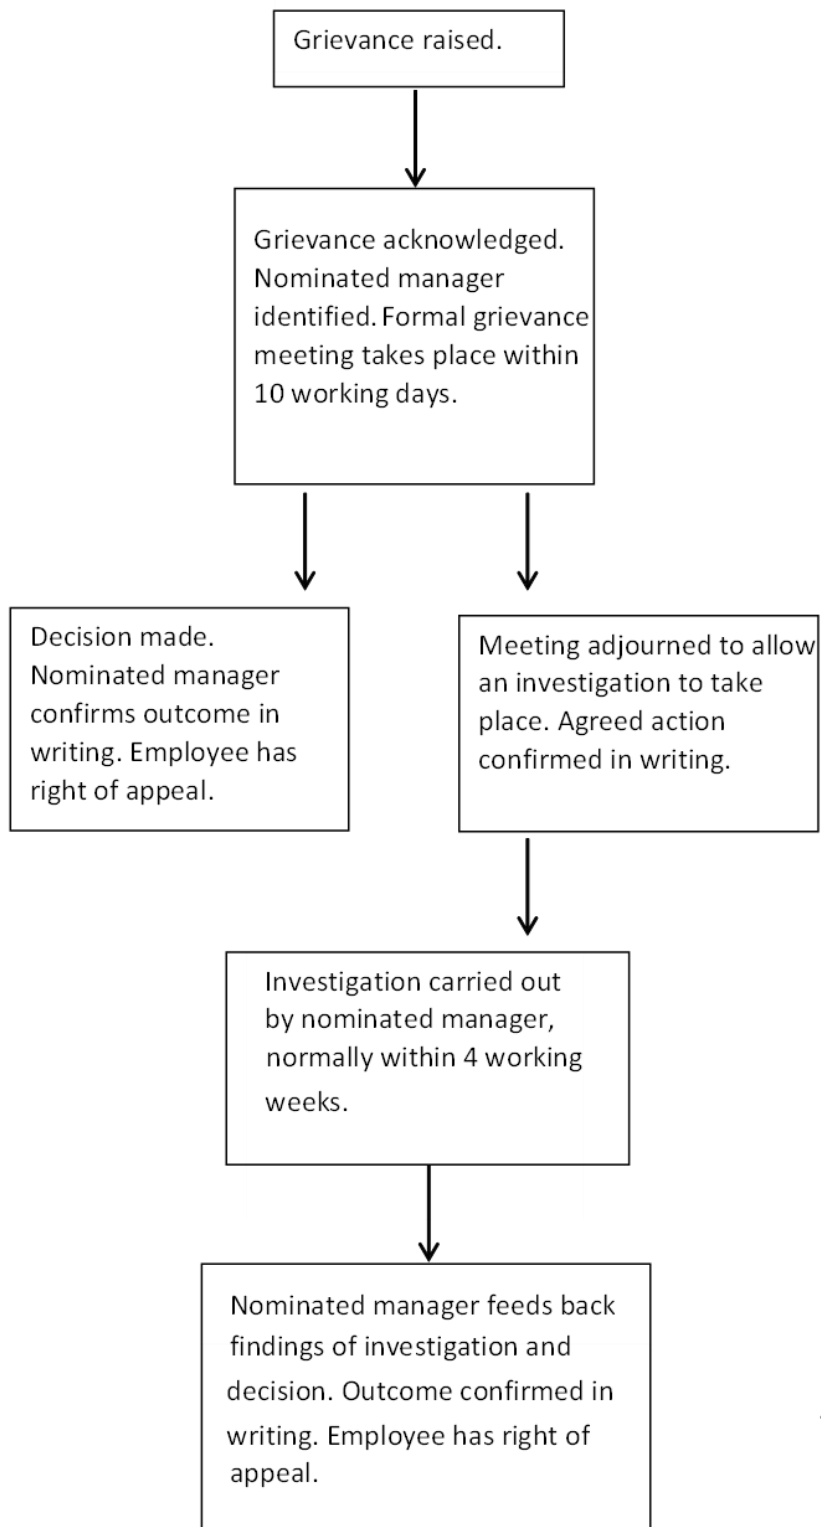 Grievance raised.
Grievance acknowledged.
Nominated manager
identified. Formal grievance
meeting takes place within
10 working days.
Decision made.
Nominated manager
confirms outcome in
writing. Employee has
right of appeal.
Meeting adjourned to allow
an investigation to take
place. Agreed action
confirmed in writing.
Investigation carried out
by nominated manager,
normally within 4 working
weeks.
Nominated manager feeds back
findings of investigation and
decision. Outcome confirmed in
writing. Employee has right of
appeal.